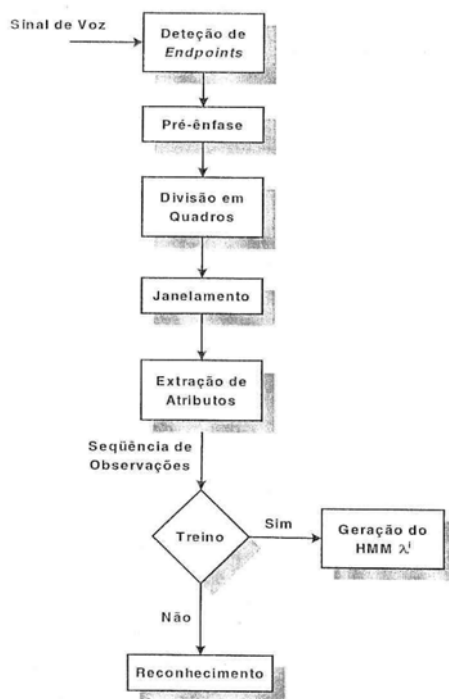 Sinal de Voz
Deteção de
Endpoints
Pré-ênfase
Divisão em
Quadros
Janelamento
Extração de
Atributos
Seqüência de
Observações
Treino
Sim
Geração do
HMM λⁱ
Não
Reconhecimento